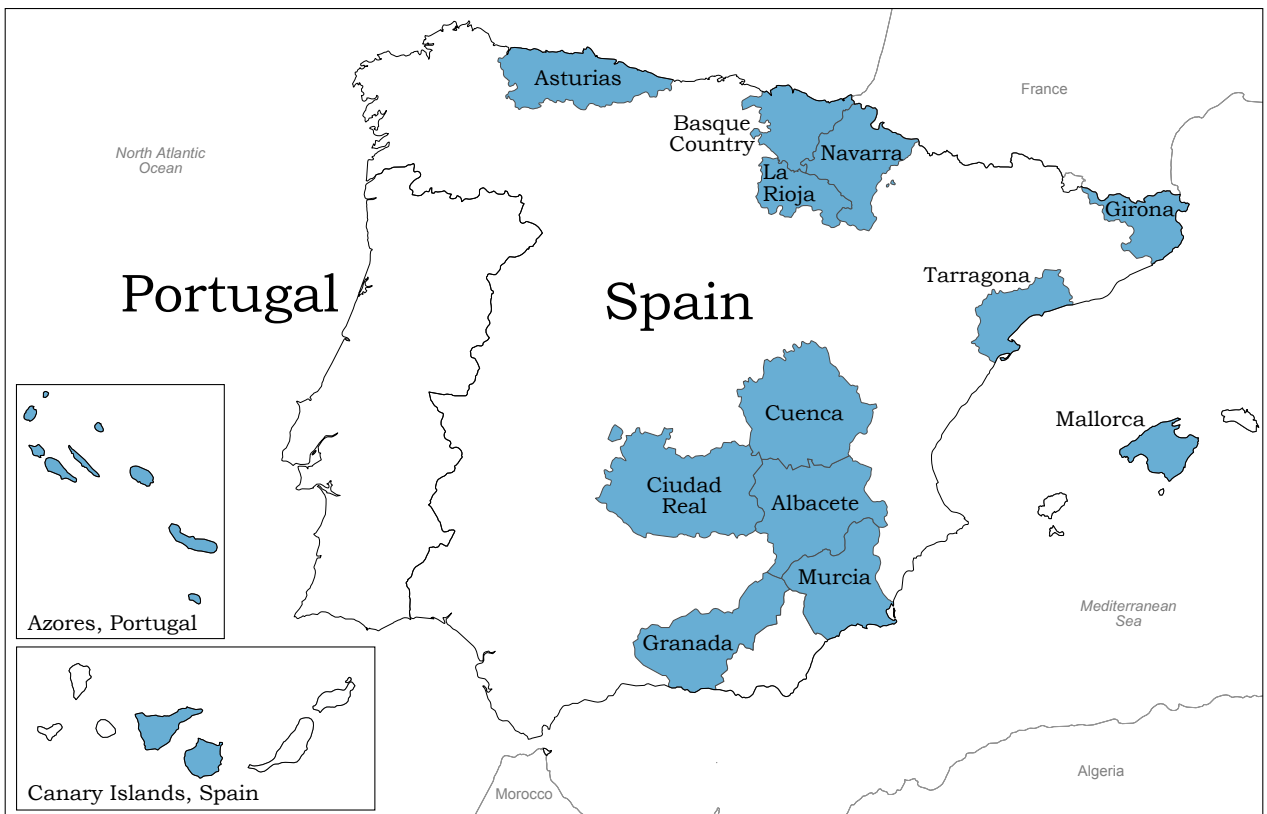 Asturias
France
Basque
Country
Navarra
North Atlantic
Ocean
La
Rioja
Girona
Tarragona
Portugal
Spain
Cuenca
Mallorca
Ciudad
Real
Albacete
Murcia
Mediterranean
Sea
Azores, Portugal
Granada
Algeria
Canary Islands, Spain
Morocco